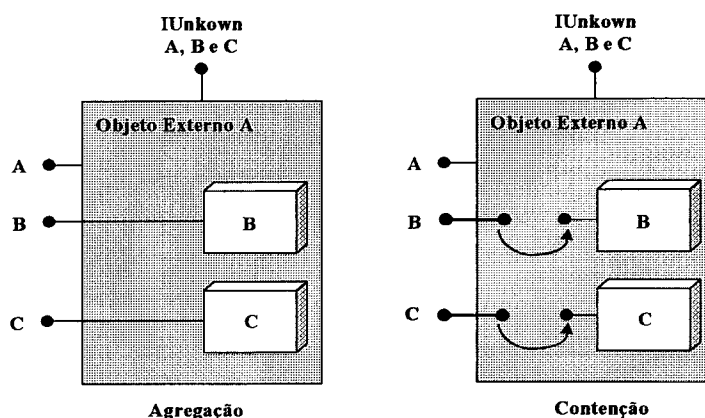 IUnkown
A, B e C
Objeto Externo A
A
B
B
C
C
Agregação
IUnkown
A, B e C
Objeto Externo A
A
B
B
C
C
Contenção